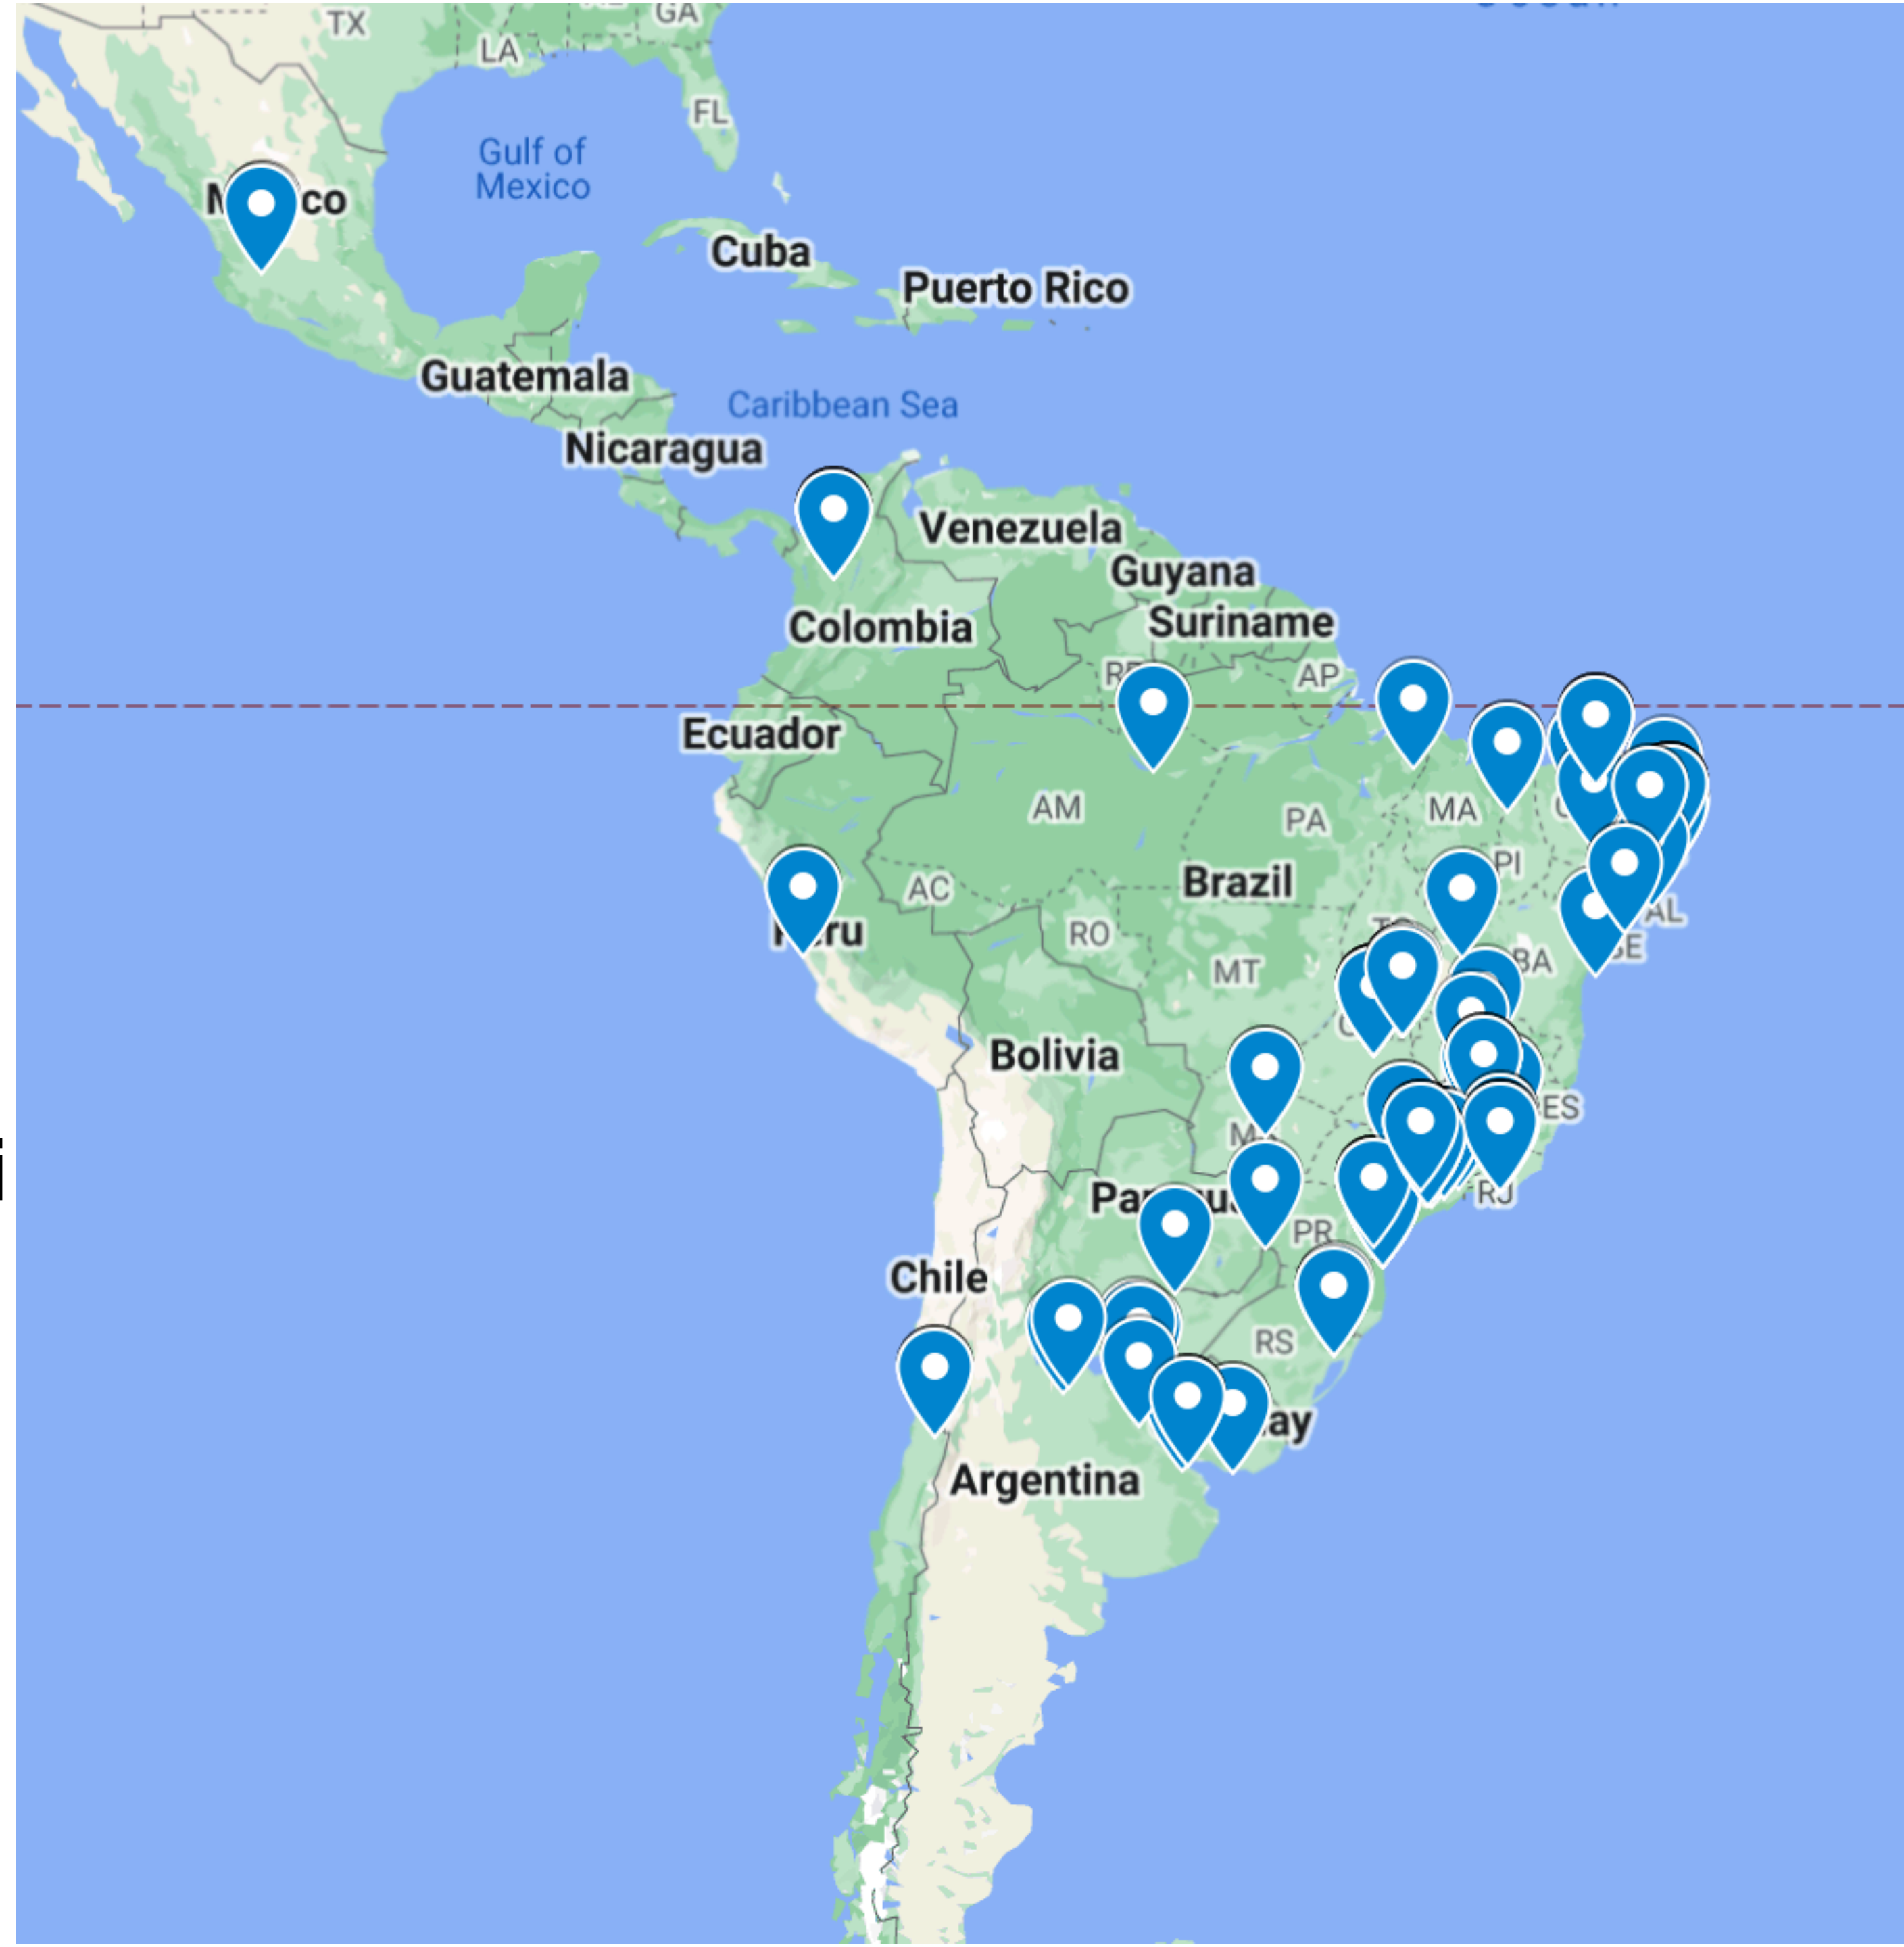 TX
GA
LA
FL
Gulf of
Mexico
Cuba
Puerto Rico
Guatemala
Caribbean Sea
Nicaragua
Venezuela
Guyana
Suriname
Colombia
AP
Ecuador
AM
PA
MA
PI
Brazil
AC
AL
RO
BA
MT
Bolivia
ES
RJ
PR
Chile
RS
Argentina